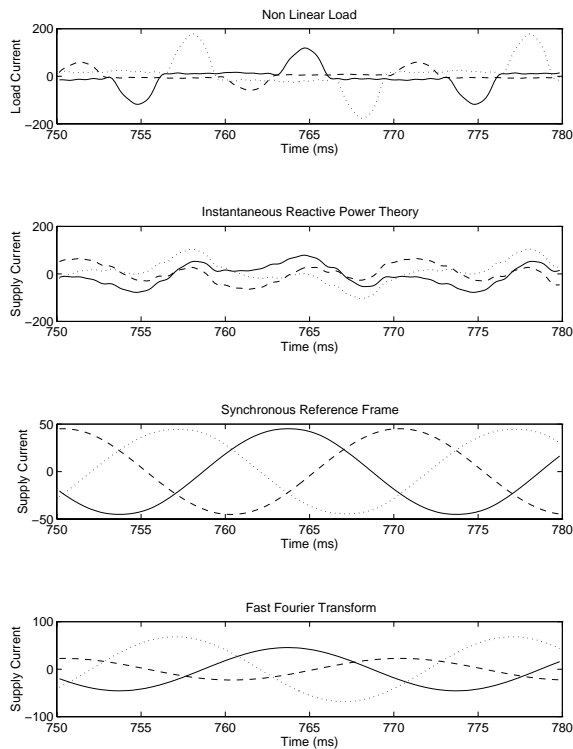 Non Linear Load
200
0
−200
Load Current
750 755 760 765 770 775 780
Time (ms)
Instantaneous Reactive Power Theory
200
0
−200
Supply Current
750 755 760 765 770 775 780
Time (ms)
Synchronous Reference Frame
50
0
−50
Supply Current
750 755 760 765 770 775 780
Time (ms)
Fast Fourier Transform
100
0
−100
Supply Current
750 755 760 765 770 775 780
Time (ms)